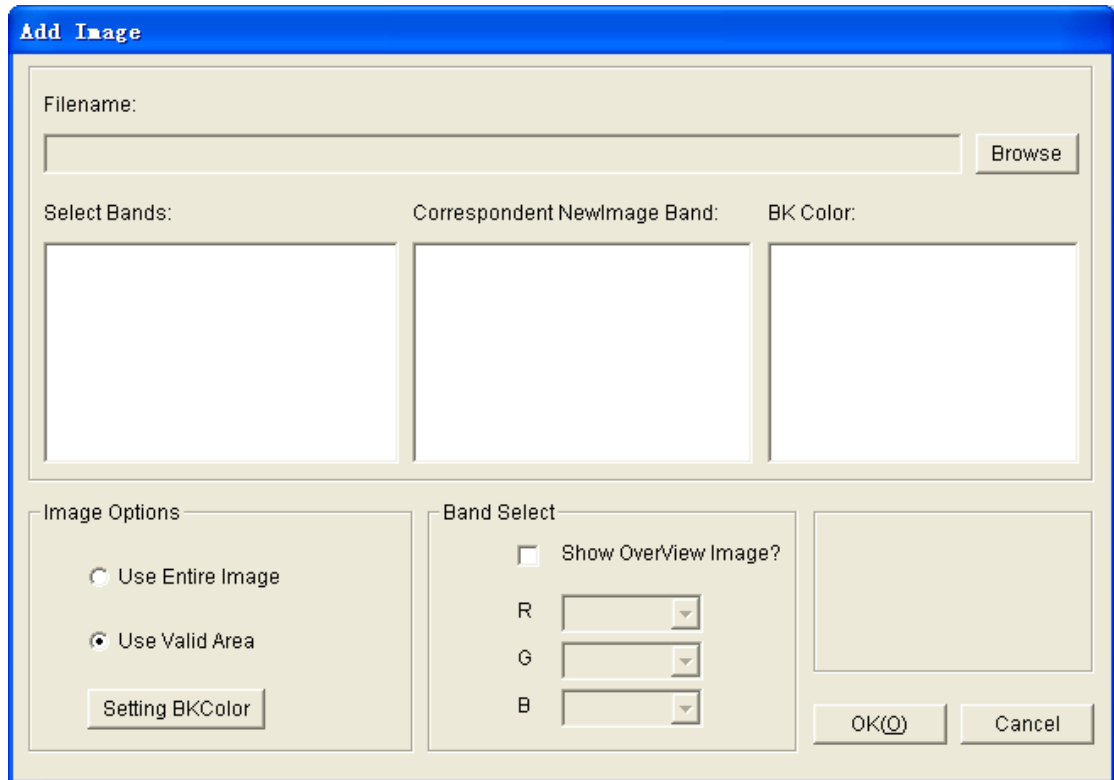 Add Image
Filename:
Browse
Select Bands:
Correspondent NewImage Band:
BK Color:
Image Options
Use Entire Image
Use Valid Area
Setting BKColor
Band Select
Show OverView Image?
R
G
B
OK(O)
Cancel